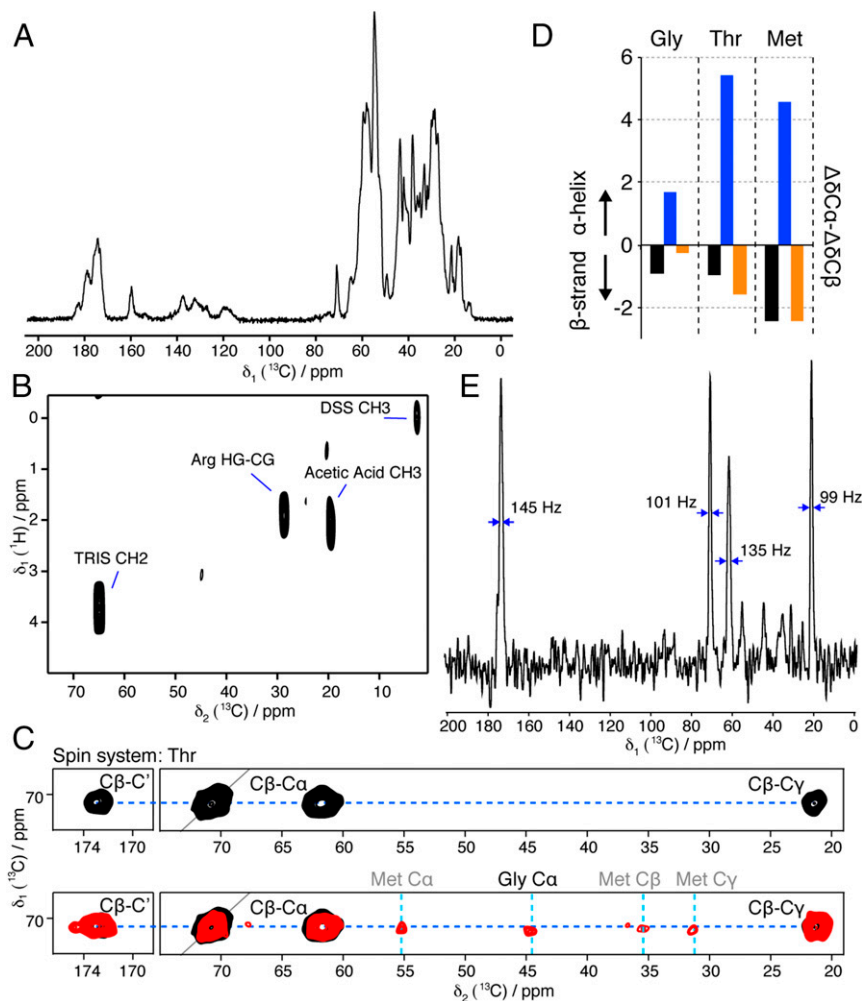 A
200 180 160 140 120 100 80 60 40 20 0
δ₁ (¹³C) / ppm
B
δ₁ (¹H) / ppm
0
1
2
3
4
DSS CH3
Arg HG-CG
Acetic Acid CH3
TRIS CH2
70 60 50 40 30 20 10
δ₂ (¹³C) / ppm
C
Spin system: Thr
δ₁ (¹³C) / ppm
70
Cβ-C'
Cβ-Cα
Cβ-Cγ
174 170
70 65 60 55 50 45 40 35 30 25 20
δ₁ (¹³C) / ppm
70
Cβ-C'
Cβ-Cα
Met Cα
Gly Cα
Met Cβ
Met Cγ
Cβ-Cγ
174 170
70 65 60 55 50 45 40 35 30 25 20
δ₂ (¹³C) / ppm
D
Gly Thr Met
6
4
2
0
-2
α-helix
β-strand
ΔδCα-ΔδCβ
E
145 Hz
101 Hz
135 Hz
99 Hz
200 180 160 140 120 100 80 60 40 20 0
δ₁ (¹³C) / ppm